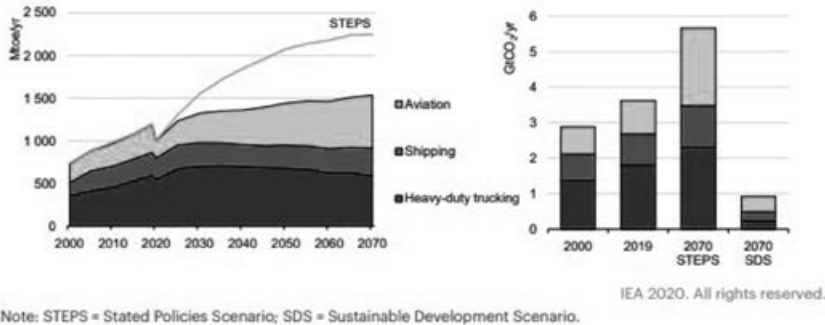 Mtoe/yr
2 500
2 000
1 500
1 000
500
0
2000
2010
2020
2030
2040
2050
2060
2070
STEPS
Aviation
Shipping
Heavy-duty trucking
GtCO₂/yr
6
5
4
3
2
1
0
2000
2019
2070
STEPS
2070
SDS
IEA 2020. All rights reserved.
Note: STEPS = Stated Policies Scenario; SDS = Sustainable Development Scenario.